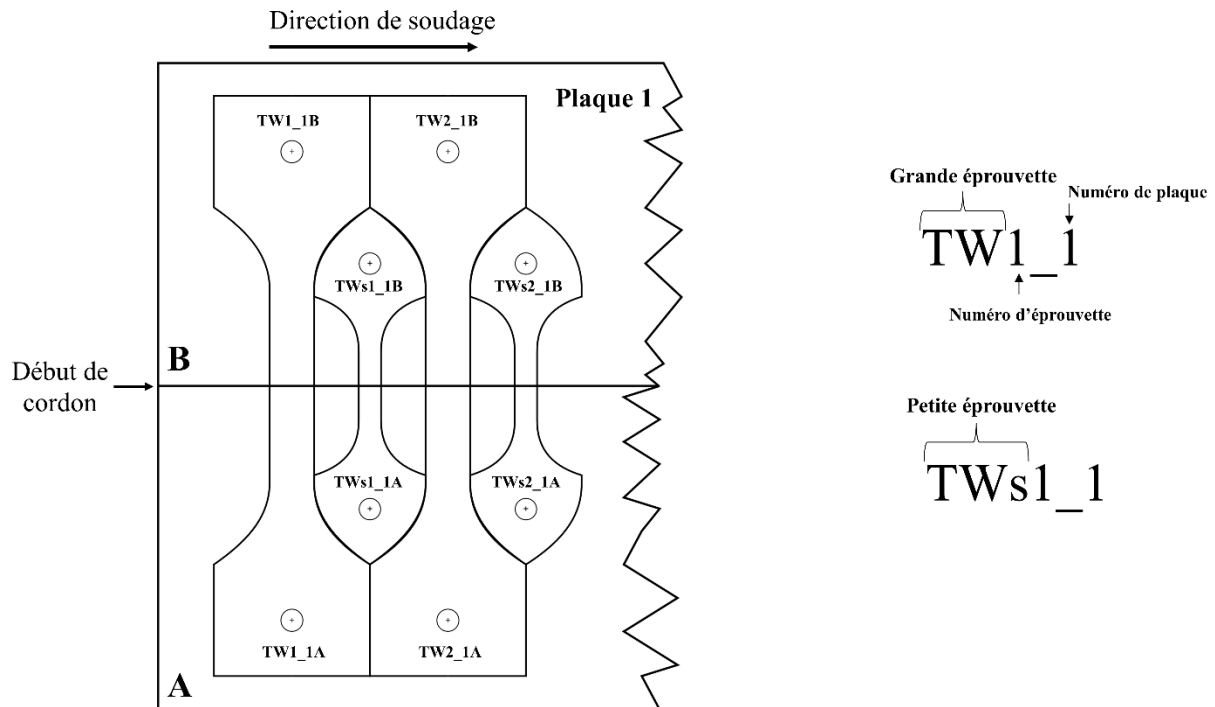 Direction de soudage
Plaque 1
TW1_1B
TW2_1B
TWs1_1B
TWs2_1B
B
Début de
cordon
TWs1_1A
TWs2_1A
TW1_1A
TW2_1A
A
Grande éprouvette
Numéro de plaque
TW1_1
Numéro d'éprouvette
Petite éprouvette
TWs1_1